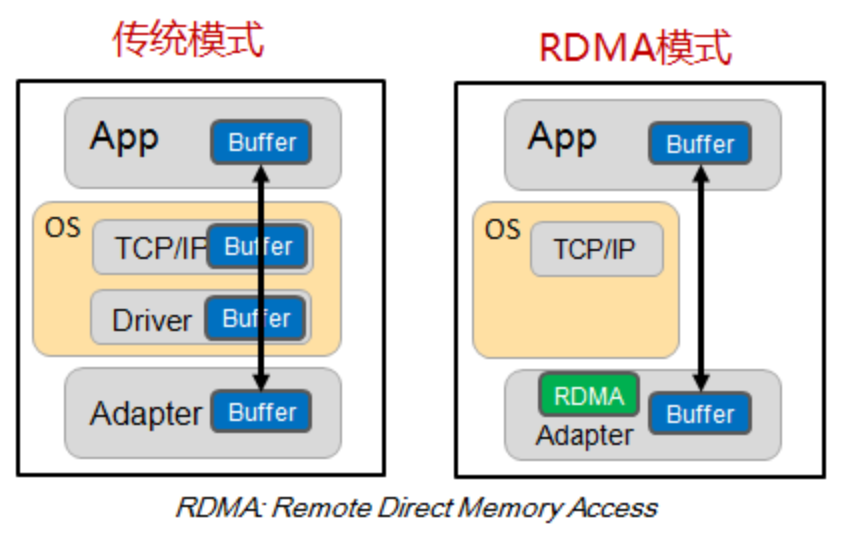 传统模式
RDMA模式
App
Buffer
OS
TCP/IP
Buffer
Driver
Buffer
Adapter
Buffer
App
Buffer
OS
TCP/IP
RDMA
Adapter
Buffer
RDMA: Remote Direct Memory Access